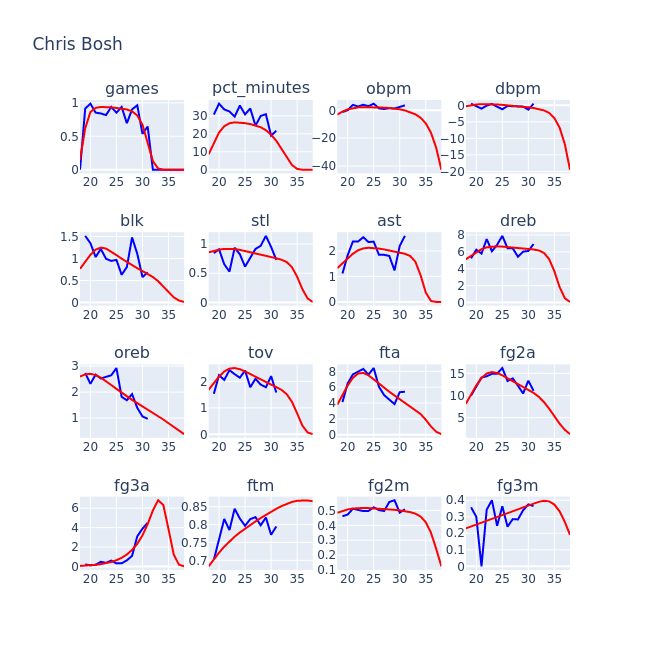 Chris Bosh
games pct_minutes obpm dbpm
1 0.5 0 20 25 30 35
30 20 10 0 20 25 30 35
0 −20 −40 20 25 30 35
0 −5 −10 −15 −20 20 25 30 35
blk stl ast dreb
1.5 1 0.5 0 20 25 30 35
1 0.5 0 20 25 30 35
2 1 0 20 25 30 35
8 6 4 2 0 20 25 30 35
oreb tov fta fg2a
3 2 1 20 25 30 35
2 1 0 20 25 30 35
8 6 4 2 0 20 25 30 35
15 10 5 20 25 30 35
fg3a ftm fg2m fg3m
6 4 2 0 20 25 30 35
0.85 0.8 0.75 0.7 20 25 30 35
0.5 0.4 0.3 0.2 0.1 20 25 30 35
0.4 0.3 0.2 0.1 0 20 25 30 35